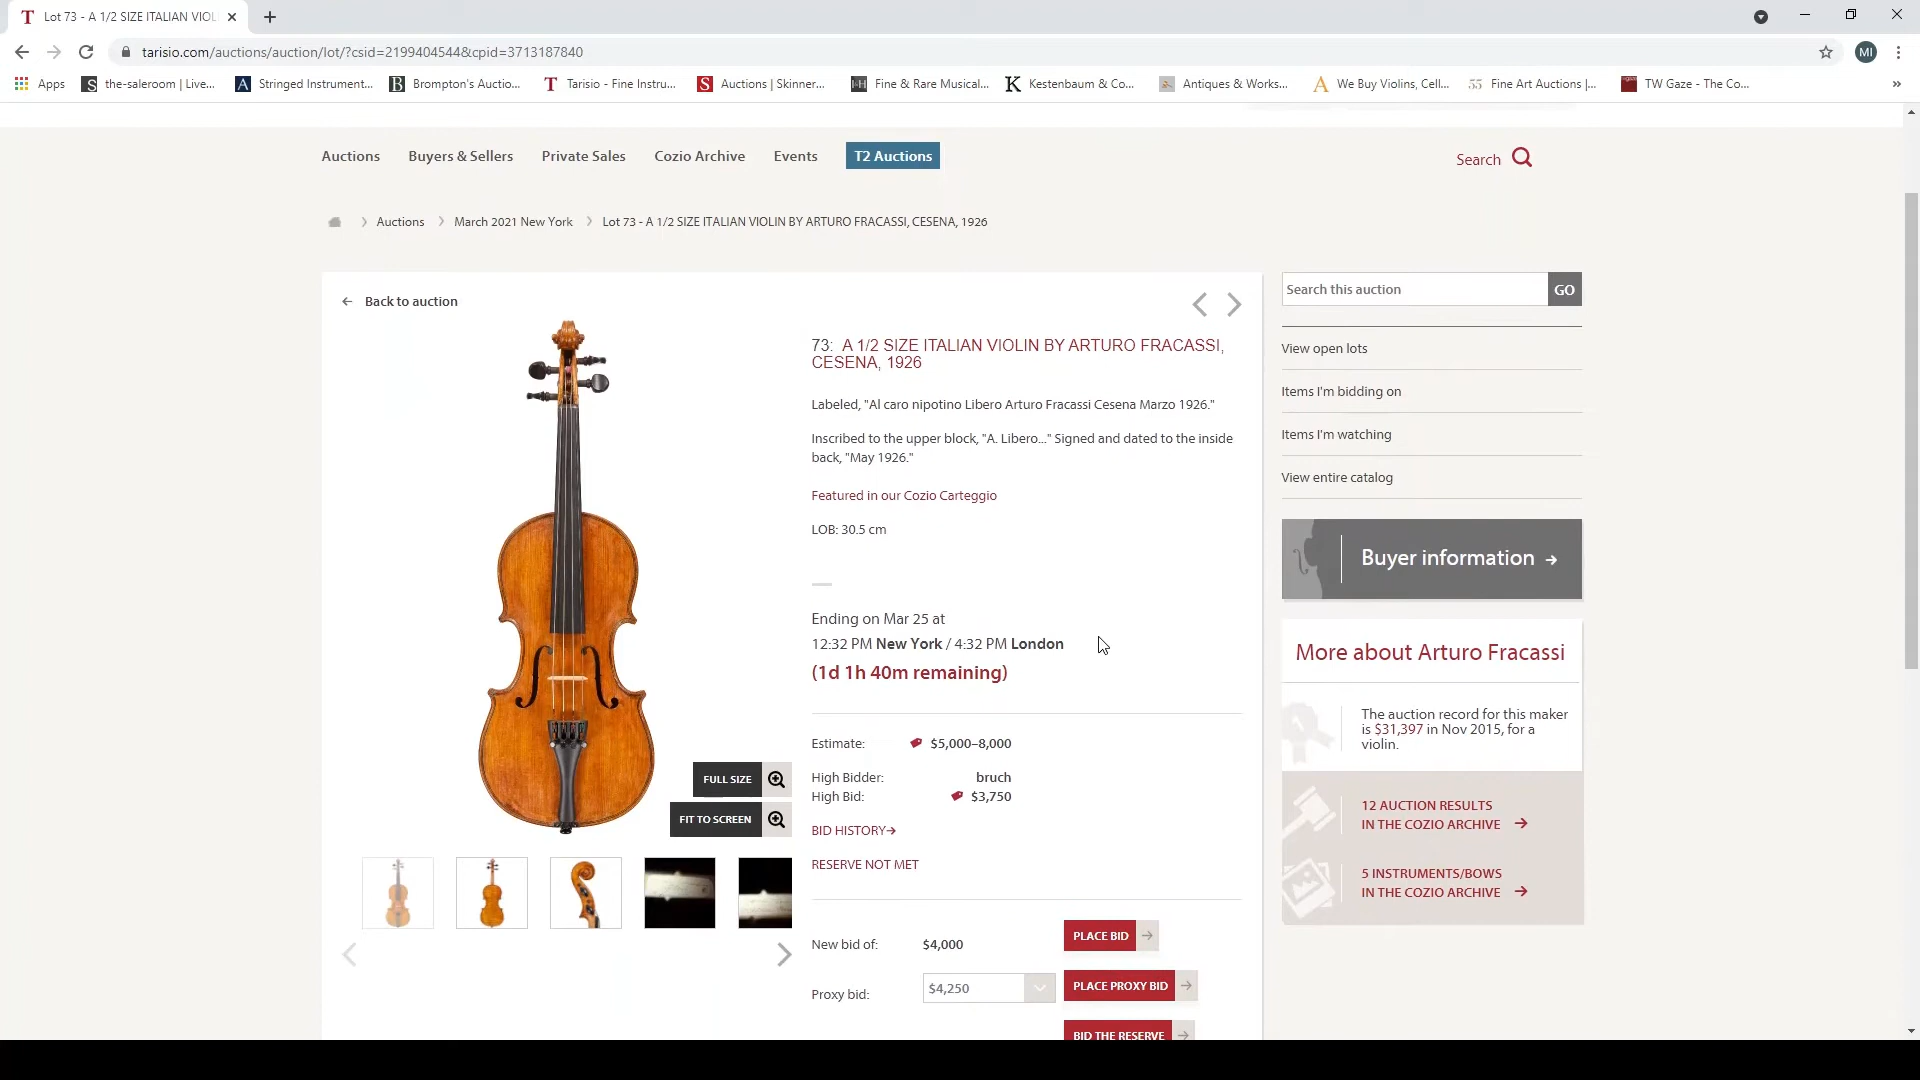 Lot 73 - A 1/2 SIZE ITALIAN VIOL
tarisio.com/auctions/auction/lot/?csid=2199404544&cpid=3713187840
MI
Apps
the-saleroom | Live...
Stringed Instrument...
Brompton's Auctio...
Tarisio - Fine Instru...
Auctions | Skinner...
Fine & Rare Musical...
Kestenbaum & Co...
Antiques & Works...
We Buy Violins, Cell...
Fine Art Auctions |...
TW Gaze - The Co...
Auctions
Buyers & Sellers
Private Sales
Cozio Archive
Events
T2 Auctions
Search
Auctions
March 2021 New York
Lot 73 - A 1/2 SIZE ITALIAN VIOLIN BY ARTURO FRACASSI, CESENA, 1926
Back to auction
73: A 1/2 SIZE ITALIAN VIOLIN BY ARTURO FRACASSI,
CESENA, 1926
Labeled, "Al caro nipotino Libero Arturo Fracassi Cesena Marzo 1926."
Inscribed to the upper block, "A. Libero..." Signed and dated to the inside
back, "May 1926."
Featured in our Cozio Carteggio
LOB: 30.5 cm
Ending on Mar 25 at
12:32 PM New York / 4:32 PM London
(1d 1h 40m remaining)
Estimate: $5,000–8,000
High Bidder: bruch
High Bid: $3,750
BID HISTORY
RESERVE NOT MET
New bid of: $4,000
PLACE BID
Proxy bid: $4,250
PLACE PROXY BID
BID THE RESERVE
FULL SIZE
FIT TO SCREEN
Search this auction
GO
View open lots
Items I'm bidding on
Items I'm watching
View entire catalog
Buyer information
More about Arturo Fracassi
The auction record for this maker
is $31,397 in Nov 2015, for a
violin.
12 AUCTION RESULTS
IN THE COZIO ARCHIVE
5 INSTRUMENTS/BOWS
IN THE COZIO ARCHIVE